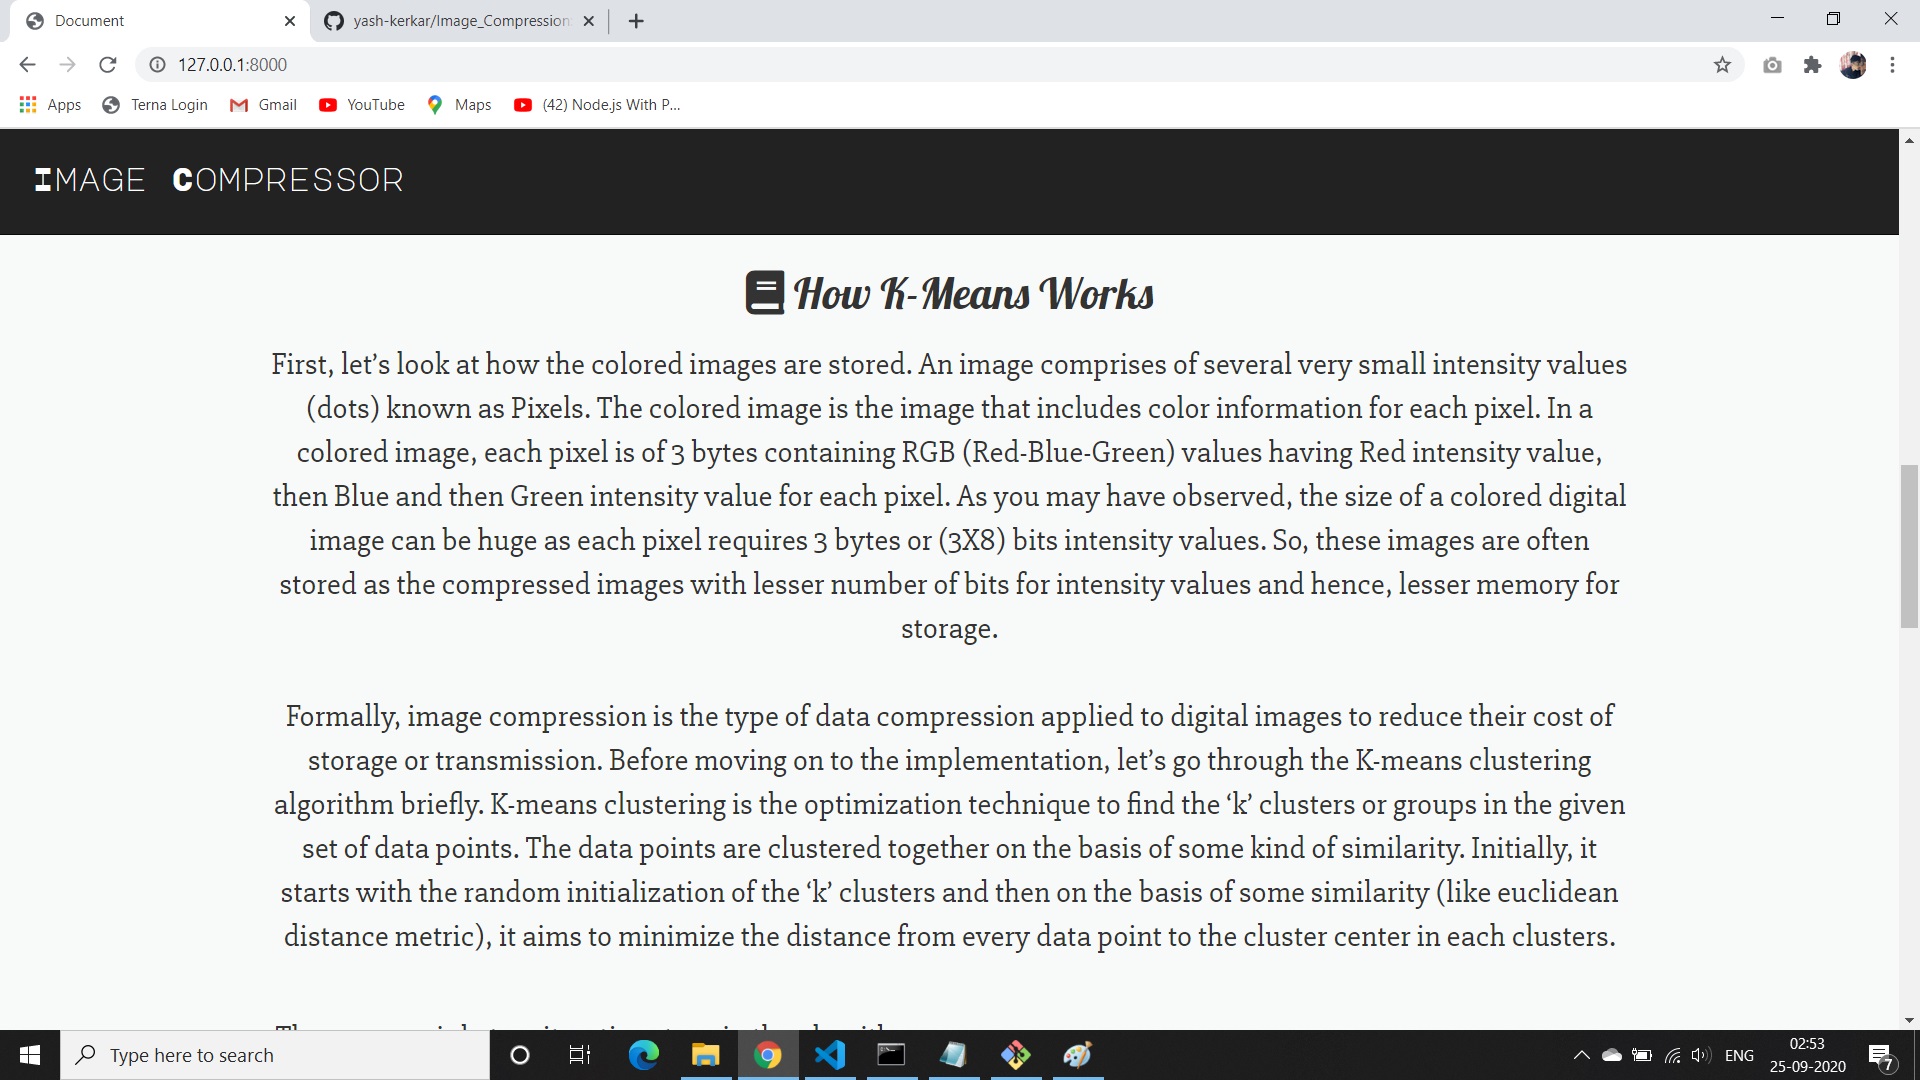 Document
yash-kerkar/Image_Compression
127.0.0.1:8000
Apps
Terna Login
Gmail
YouTube
Maps
(42) Node.js With P...
IMAGE COMPRESSOR
How K-Means Works
First, let’s look at how the colored images are stored. An image comprises of several very small intensity values
(dots) known as Pixels. The colored image is the image that includes color information for each pixel. In a
colored image, each pixel is of 3 bytes containing RGB (Red-Blue-Green) values having Red intensity value,
then Blue and then Green intensity value for each pixel. As you may have observed, the size of a colored digital
image can be huge as each pixel requires 3 bytes or (3X8) bits intensity values. So, these images are often
stored as the compressed images with lesser number of bits for intensity values and hence, lesser memory for
storage.
Formally, image compression is the type of data compression applied to digital images to reduce their cost of
storage or transmission. Before moving on to the implementation, let’s go through the K-means clustering
algorithm briefly. K-means clustering is the optimization technique to find the ‘k’ clusters or groups in the given
set of data points. The data points are clustered together on the basis of some kind of similarity. Initially, it
starts with the random initialization of the ‘k’ clusters and then on the basis of some similarity (like euclidean
distance metric), it aims to minimize the distance from every data point to the cluster center in each clusters.
Type here to search
ENG
02:53
25-09-2020
7